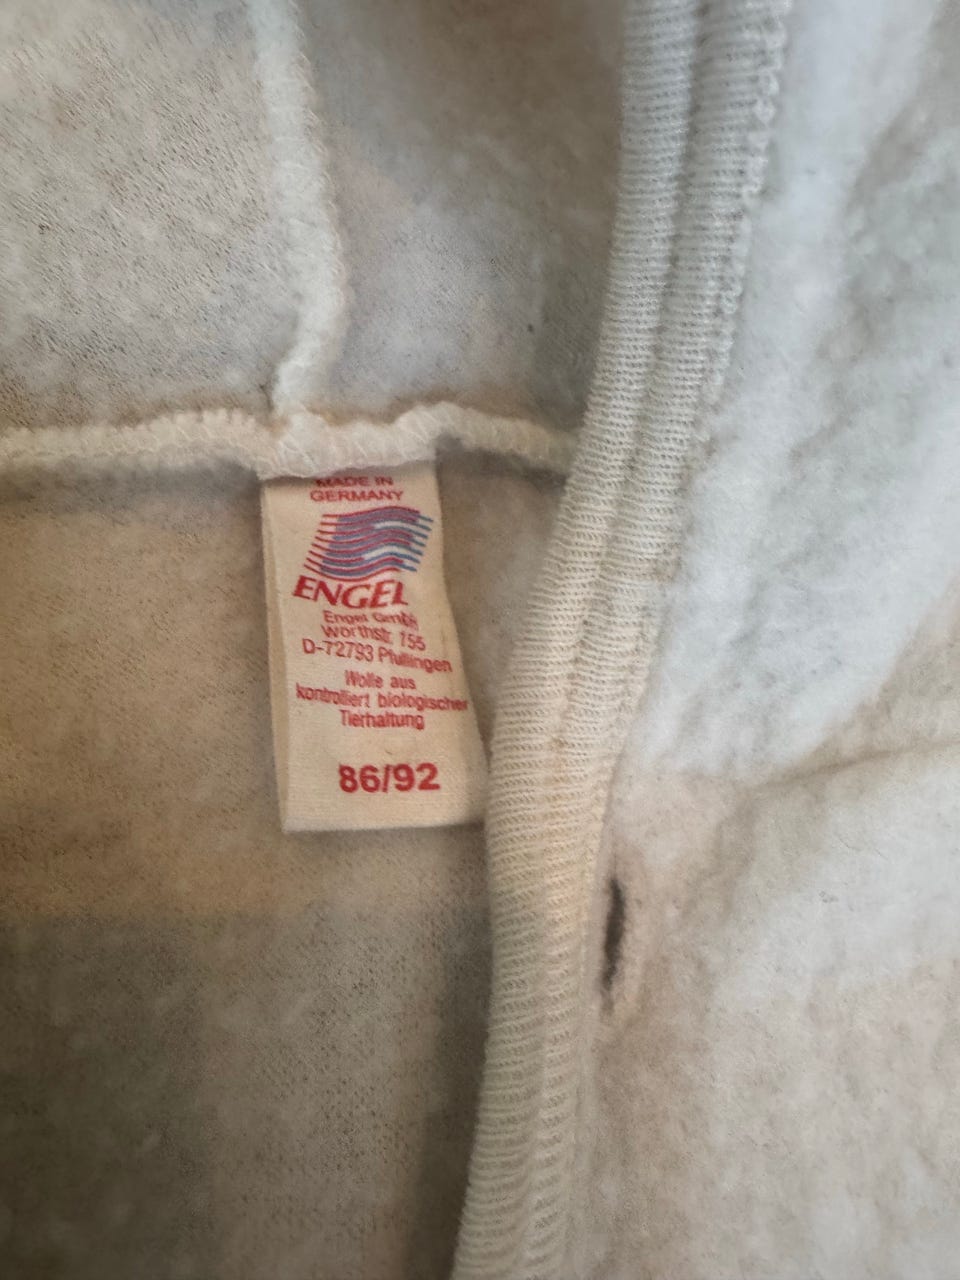 MADE IN
GERMANY
ENGEL
Engel GmbH
Wörthstr. 155
D-72793 Pfullingen
Wolle aus
kontrolliert biologischer
Tierhaltung
86/92